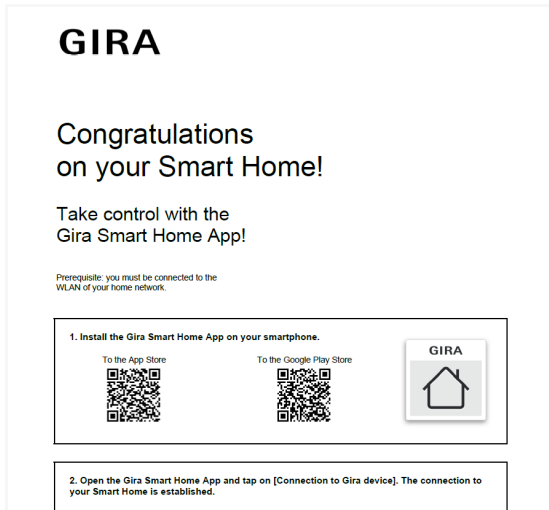 GIRA
Congratulations
on your Smart Home!
Take control with the
Gira Smart Home App!
Prerequisite: you must be connected to the
WLAN of your home network.
1. Install the Gira Smart Home App on your smartphone.
To the App Store
To the Google Play Store
GIRA
2. Open the Gira Smart Home App and tap on [Connection to Gira device]. The connection to
your Smart Home is established.